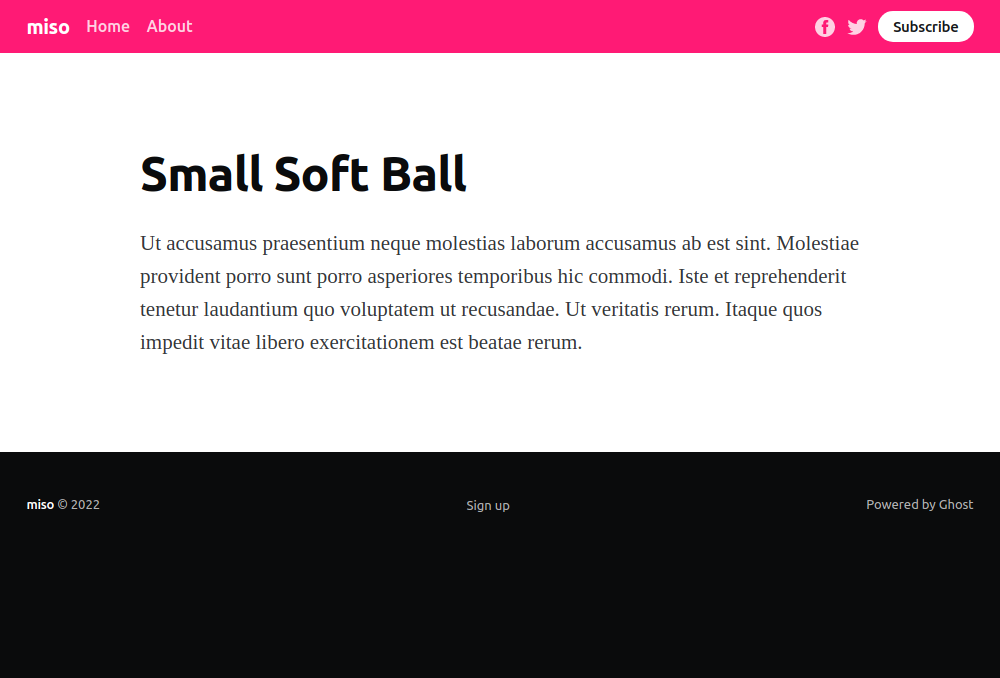 miso Home About Subscribe
Small Soft Ball
Ut accusamus praesentium neque molestias laborum accusamus ab est sint. Molestiae
provident porro sunt porro asperiores temporibus hic commodi. Iste et reprehenderit
tenetur laudantium quo voluptatem ut recusandae. Ut veritatis rerum. Itaque quos
impedit vitae libero exercitationem est beatae rerum.
miso © 2022 Sign up Powered by Ghost